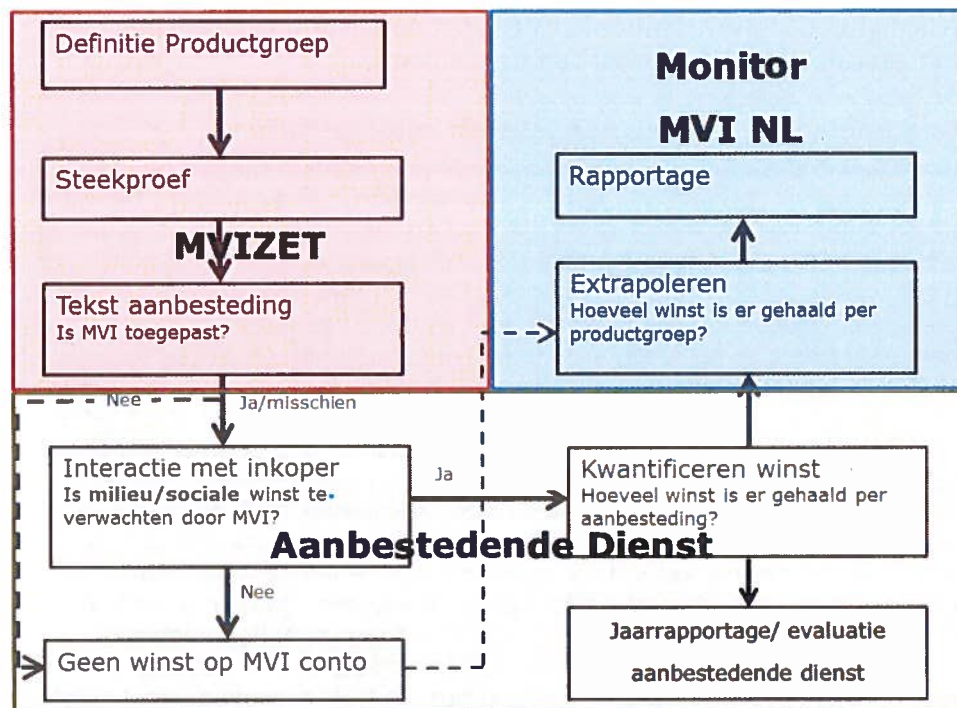 Definitie Productgroep
Steekproef
MVIZET
Tekst aanbesteding
Is MVI toegepast?
Monitor
MVI NL
Rapportage
Extrapoleren
Hoeveel winst is er gehaald per
productgroep?
Nee
Ja/misschien
Interactie met inkoper
Is milieu/sociale winst te
verwachten door MVI?
Ja
Kwantificeren winst
Hoeveel winst is er gehaald per
aanbesteding?
Aanbestedende Dienst
Nee
Geen winst op MVI conto
Jaarrapportage/ evaluatie
aanbestedende dienst